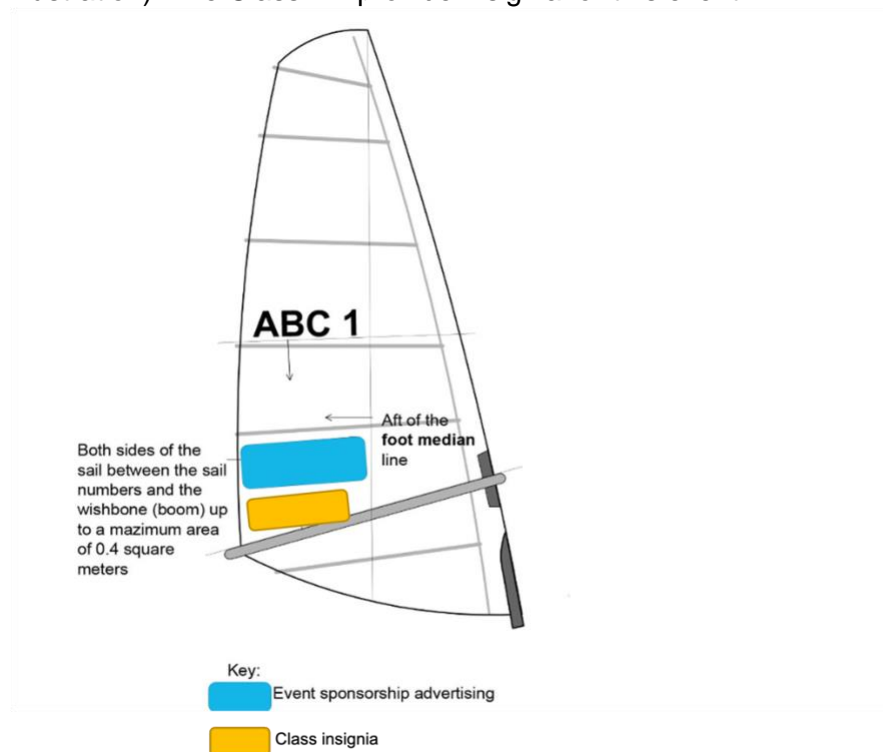 ABC 1
Aft of the
foot median
line
Both sides of the
sail between the sail
numbers and the
wishbone (boom) up
to a mazimum area
of 0.4 square
meters
Key:
Event sponsorship advertising
Class insignia